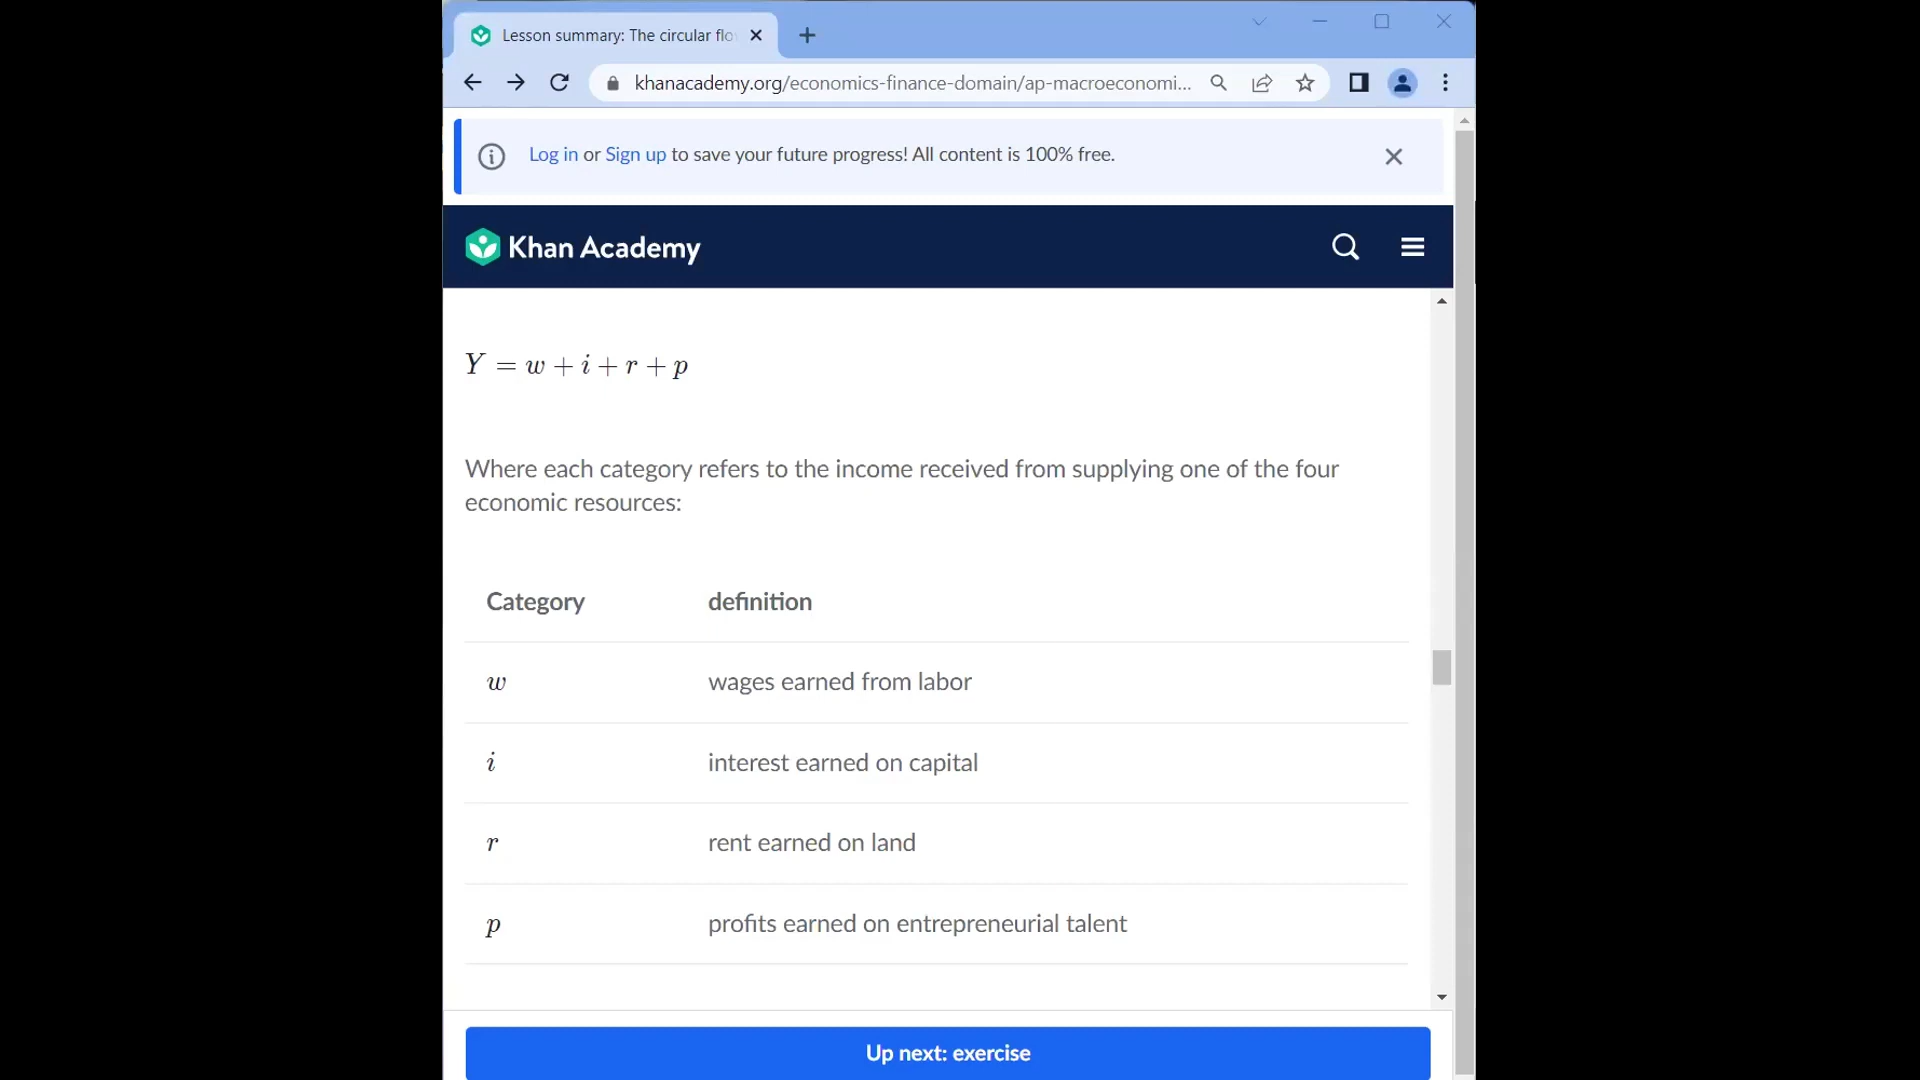 Lesson summary: The circular flo
khanacademy.org/economics-finance-domain/ap-macroeconomi...
Log in or Sign up to save your future progress! All content is 100% free.
Khan Academy
Y = w + i + r + p
Where each category refers to the income received from supplying one of the four
economic resources:
Category definition
w wages earned from labor
i interest earned on capital
r rent earned on land
p profits earned on entrepreneurial talent
Up next: exercise